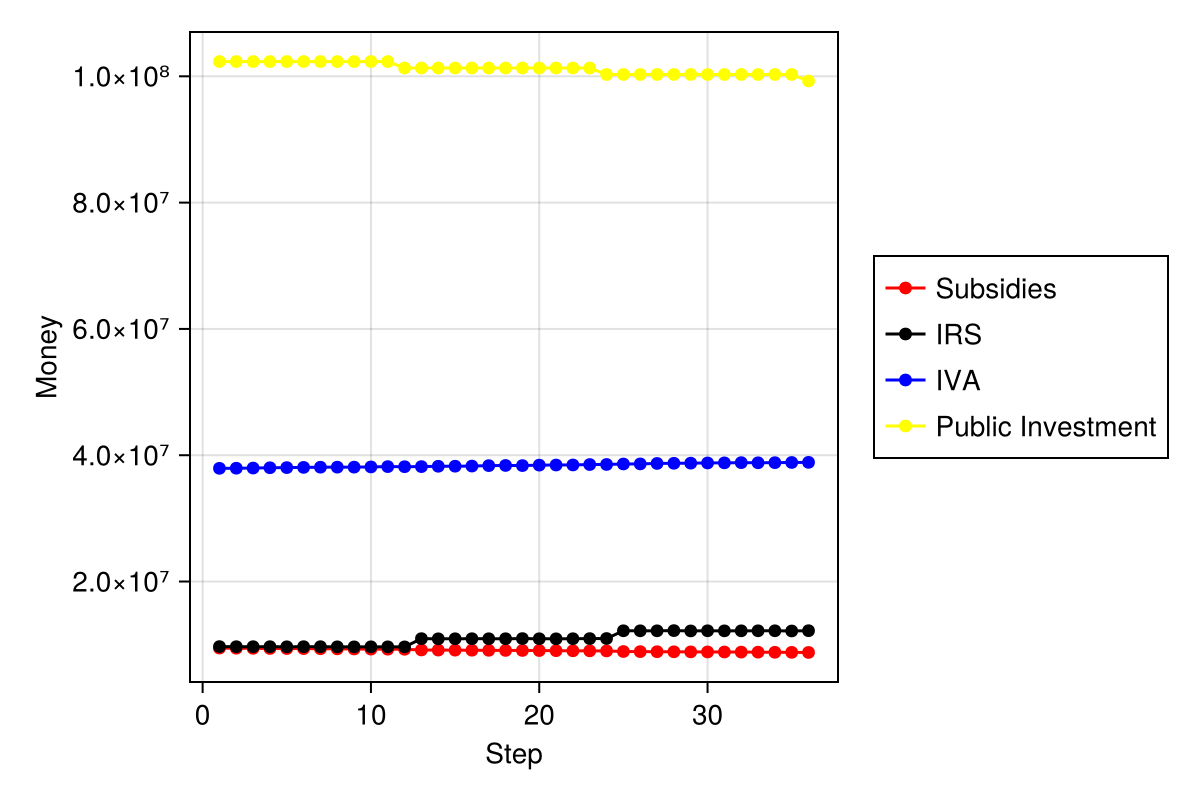 1.0×10⁸
8.0×10⁷
6.0×10⁷
4.0×10⁷
2.0×10⁷
Money
0 10 20 30
Step
Subsidies
IRS
IVA
Public Investment